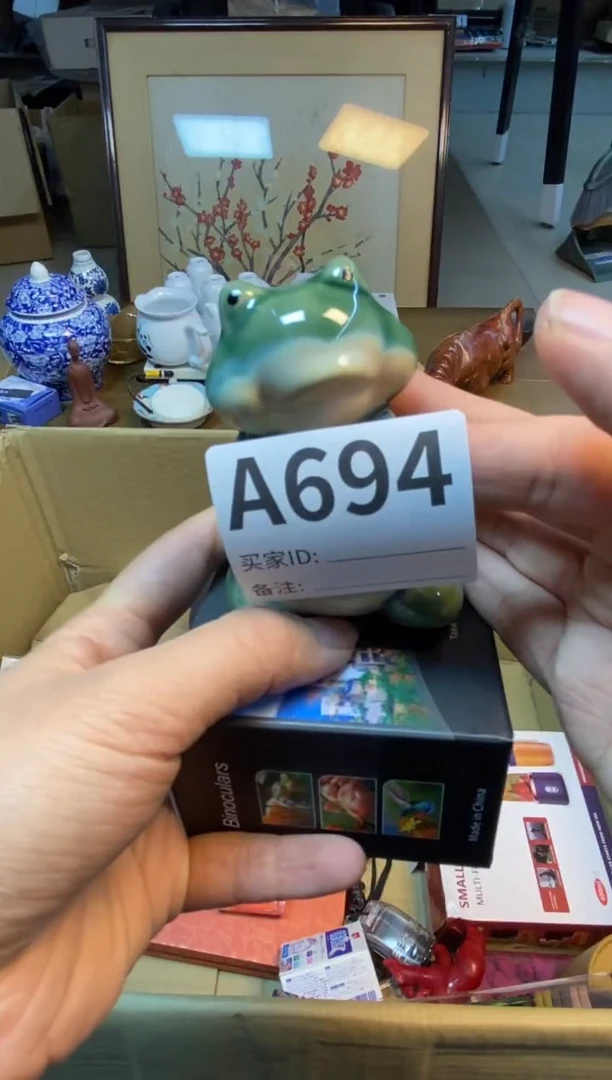 A694
买家ID:
备注:
Binoculars
Made in China
SMALL